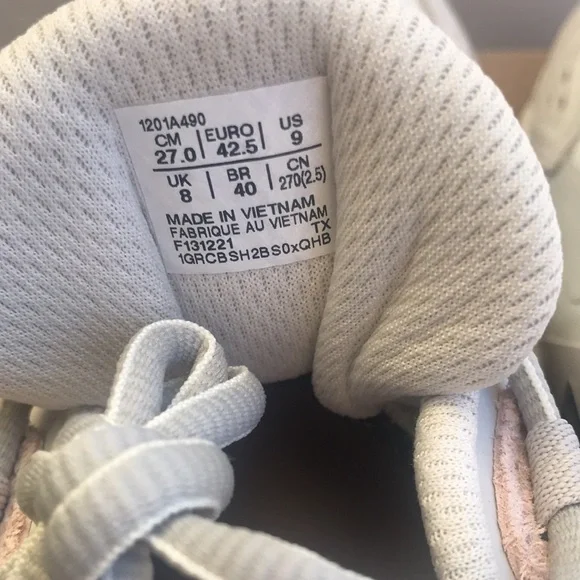 1201A490
CM | EURO | US
27.0 | 42.5 | 9
UK | BR | CN
8 | 40 | 270(2.5)
MADE IN VIETNAM
FABRIQUE AU VIETNAM
F131221 TX
1QRCBSH2BS0xQHB